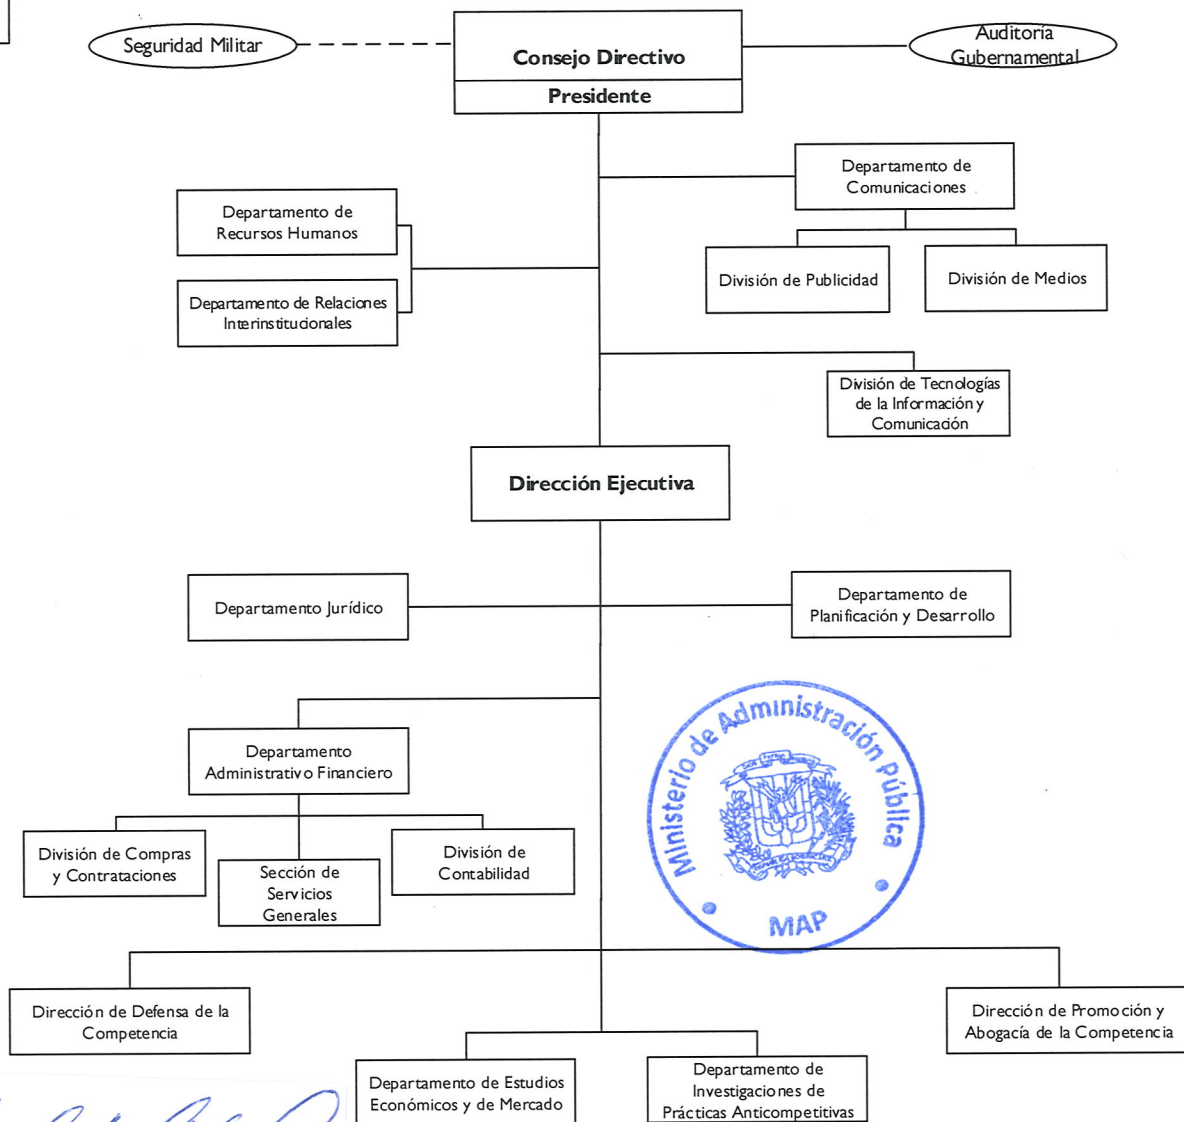 Seguridad Militar
Consejo Directivo
Presidente
Auditoría
Gubernamental
Departamento de
Comunicaciones
Departamento de
Recursos Humanos
División de Publicidad
División de Medios
Departamento de Relaciones
Interinstitucionales
División de Tecnologías
de la Información y
Comunicación
Dirección Ejecutiva
Departamento Jurídico
Departamento de
Planificación y Desarrollo
Departamento
Administrativo Financiero
División de Compras
y Contrataciones
Sección de
Servicios
Generales
División de
Contabilidad
Ministerio de Administración Pública
MAP
Dirección de Defensa de la
Competencia
Dirección de Promoción y
Abogacía de la Competencia
Departamento de Estudios
Económicos y de Mercado
Departamento de
Investigaciones de
Prácticas Anticompetitivas